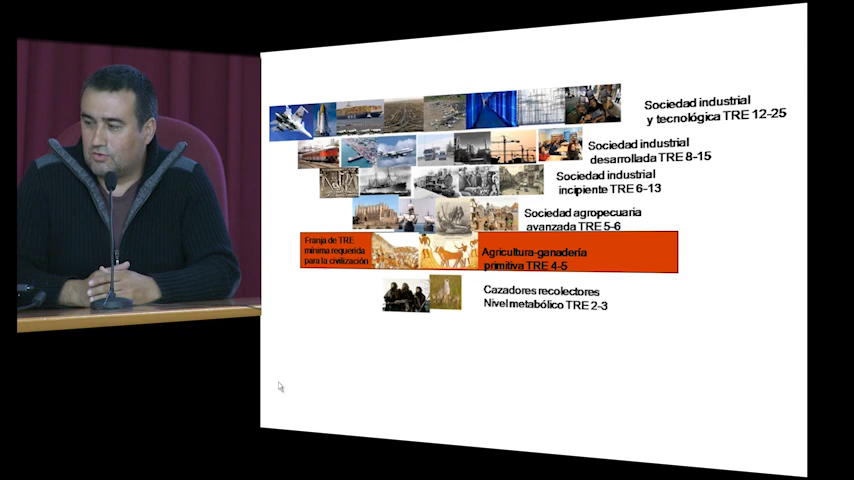 Sociedad industrial
y tecnológica TRE 12-25
Sociedad industrial
desarrollada TRE 8-15
Sociedad industrial
incipiente TRE 6-13
Sociedad agropecuaria
avanzada TRE 5-6
Franja de TRE
mínima requerida
para la civilización
Agricultura-ganadería
primitiva TRE 4-5
Cazadores recolectores
Nivel metabólico TRE 2-3